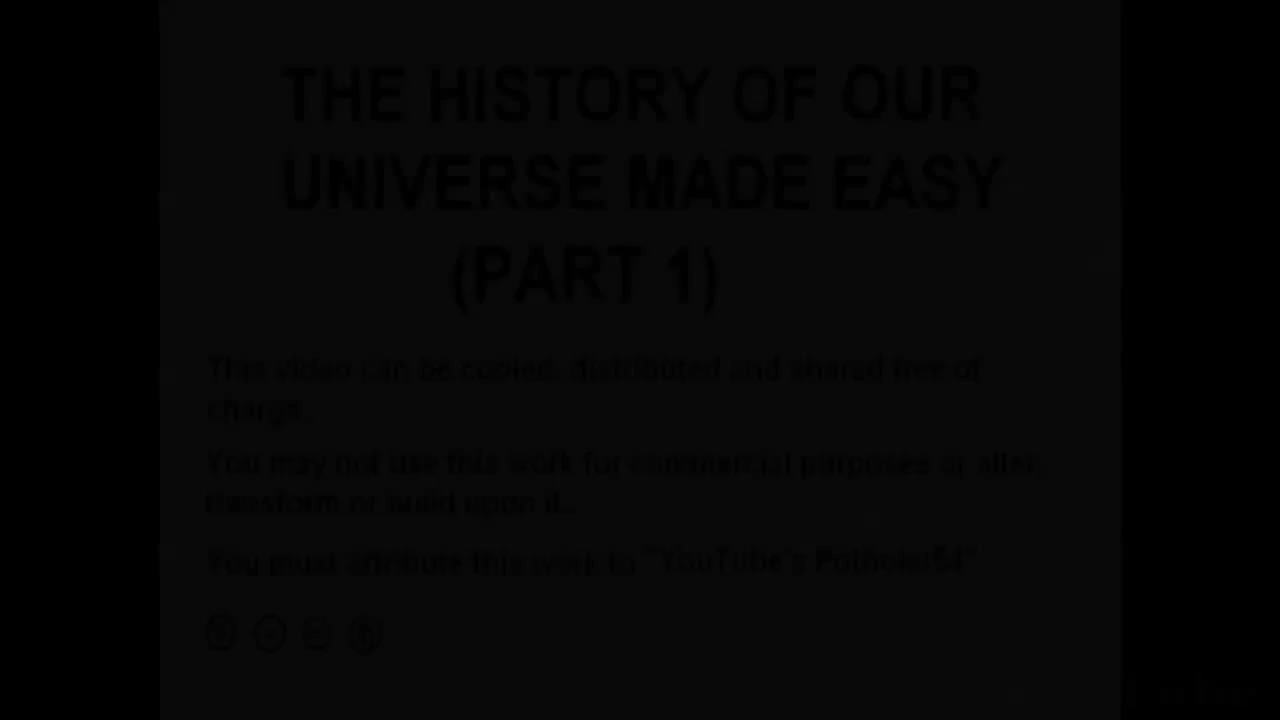 THE HISTORY OF OUR
UNIVERSE MADE EASY
(PART 1)
This video can be copied, distributed and shared free of
charge.
You may not use this work for commercial purposes or alter,
transform or build upon it.
You must attribute this work to "YouTube's Potholer54"